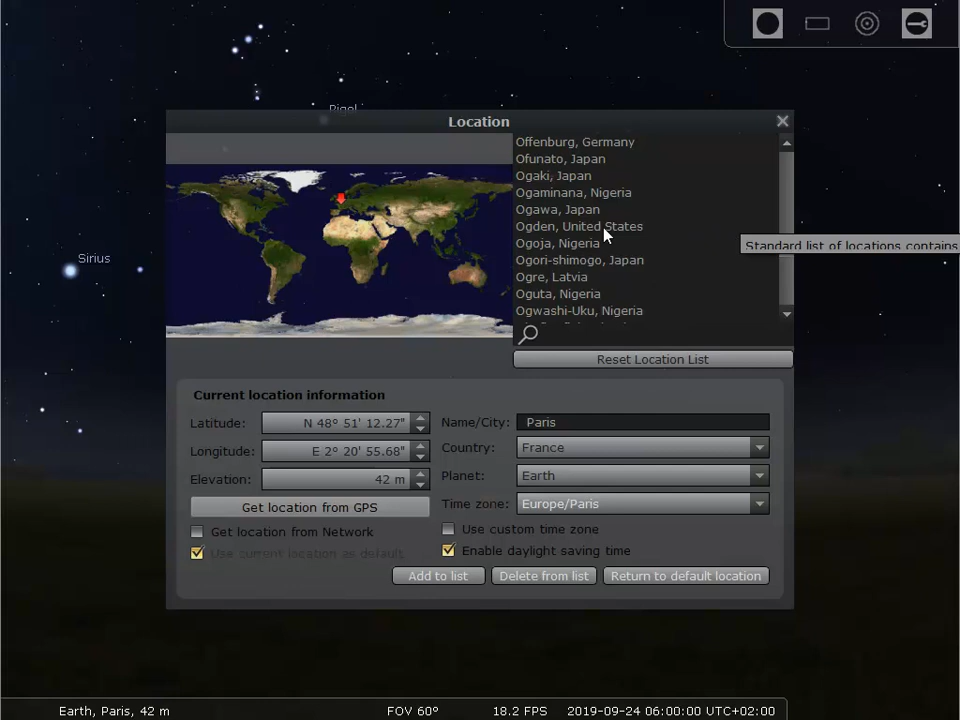 Rigel
Location
Offenburg, Germany
Ofunato, Japan
Ogaki, Japan
Ogaminana, Nigeria
Ogawa, Japan
Ogden, United States
Ogoja, Nigeria
Ogori-shimogo, Japan
Ogre, Latvia
Oguta, Nigeria
Ogwashi-Uku, Nigeria
Standard list of locations contains
Sirius
Reset Location List
Current location information
Latitude: N 48° 51' 12.27"
Longitude: E 2° 20' 55.68"
Elevation: 42 m
Get location from GPS
Get location from Network
Use current location as default
Name/City: Paris
Country: France
Planet: Earth
Time zone: Europe/Paris
Use custom time zone
Enable daylight saving time
Add to list
Delete from list
Return to default location
Earth, Paris, 42 m
FOV 60°
18.2 FPS
2019-09-24 06:00:00 UTC+02:00